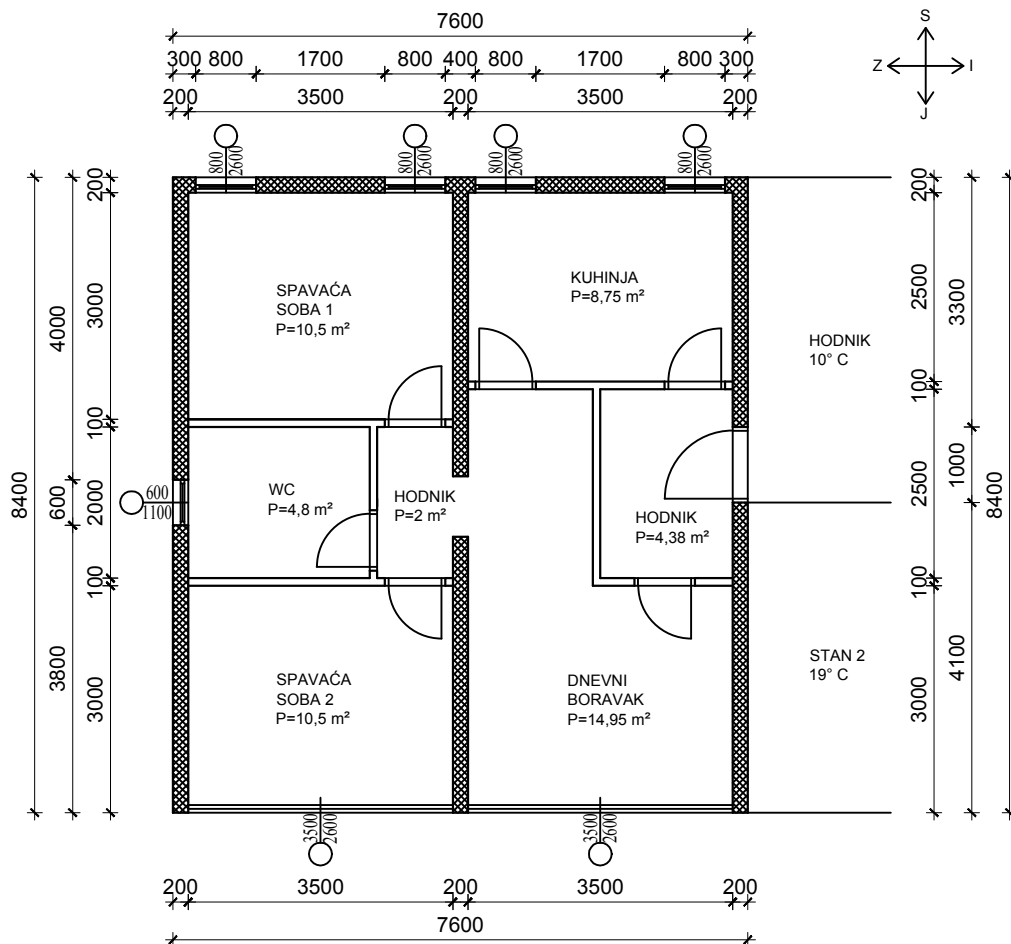 7600
S
Z I
J
300 800 1700 800 400 800 1700 800 300
200 3500 200 3500 200
800
2600
800
2600
800
2600
800
2600
200
3000
100
2000
100
3000
4000
600
3800
8400
200
2500
100
2500
100
3000
3300
1000
4100
8400
SPAVAĆA
SOBA 1
P=10,5 m²
KUHINJA
P=8,75 m²
HODNIK
10° C
600
1100
WC
P=4,8 m²
HODNIK
P=2 m²
HODNIK
P=4,38 m²
SPAVAĆA
SOBA 2
P=10,5 m²
DNEVNI
BORAVAK
P=14,95 m²
STAN 2
19° C
3500
2600
3500
2600
200 3500 200 3500 200
7600